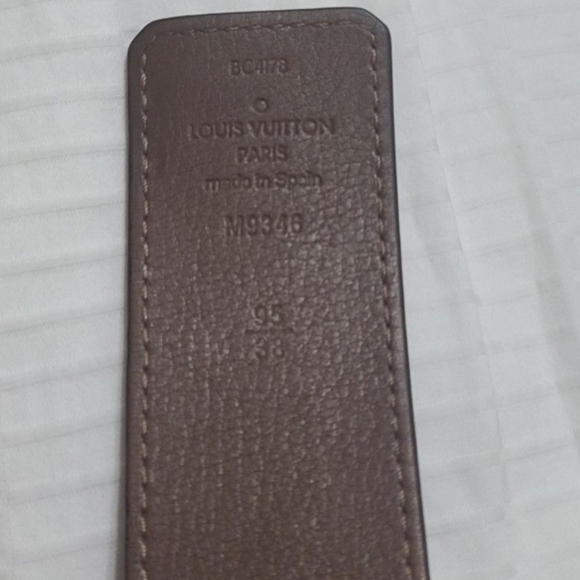 BC4178
LOUIS VUITTON
PARIS
made in Spain
M9346
95
38